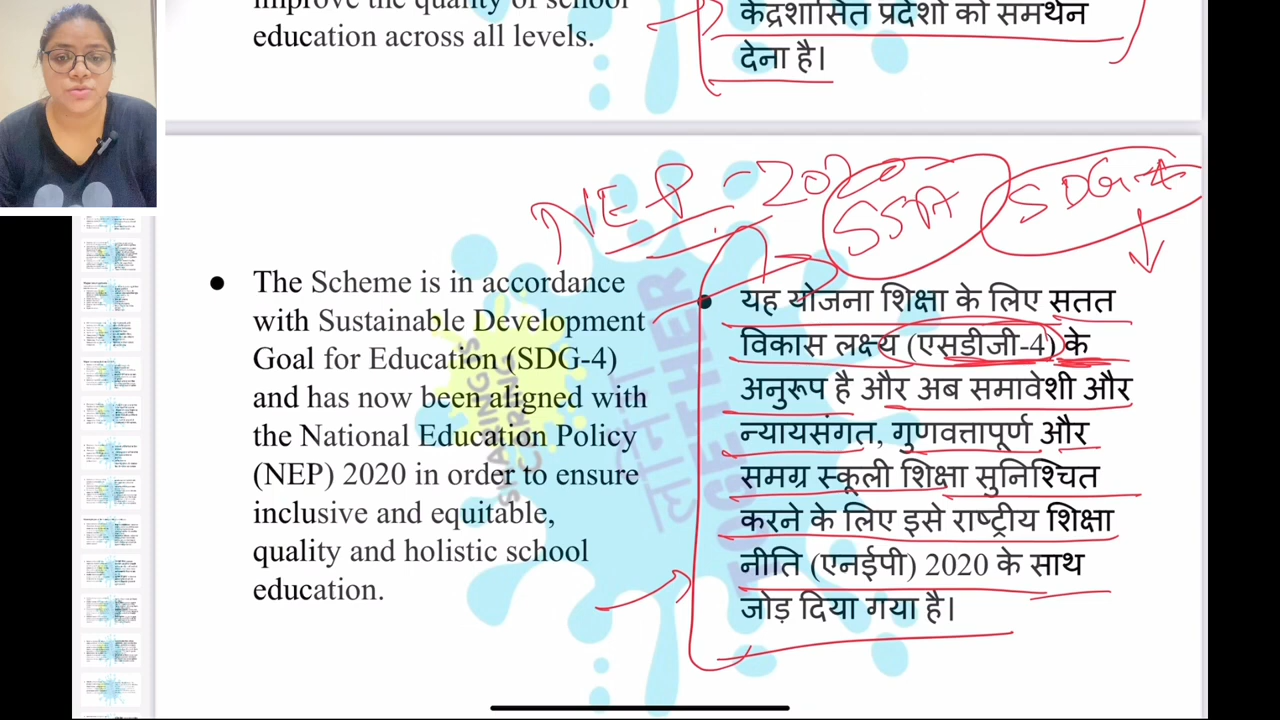 improve the quality of school
education across all levels.
केंद्रशासित प्रदेशों को समर्थन
देना है।
NEP-2020
SSA
SDG-4
The Scheme is in accordance
with Sustainable Development
Goal for Education (SDG-4)
and has now been aligned with
the National Education Policy
(NEP) 2020 in order to ensure
inclusive and equitable,
quality and holistic school
education.
यह योजना शिक्षा के लिए सतत
विकास लक्ष्य (एसडीजी-4) के
अनुरूप है और अब समावेशी और
न्यायसंगत, गुणवत्तापूर्ण और
समग्र स्कूली शिक्षा सुनिश्चित
करने के लिए इसे राष्ट्रीय शिक्षा
नीति (एनईपी) 2020 के साथ
जोड़ दिया गया है।